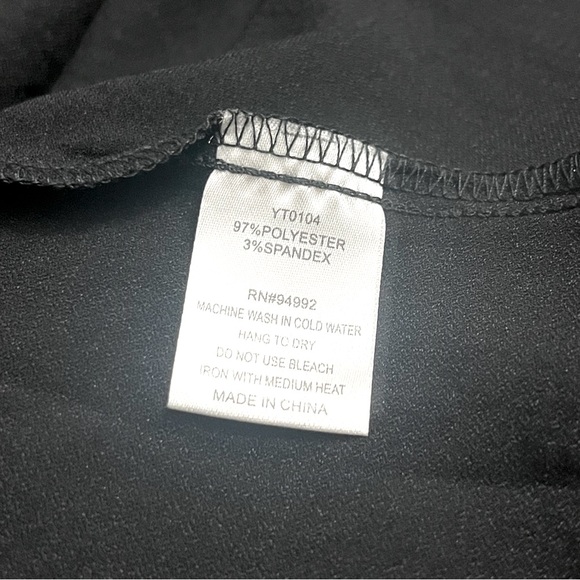 YT0104
97%POLYESTER
3%SPANDEX
RN#94992
MACHINE WASH IN COLD WATER
HANG TO DRY
DO NOT USE BLEACH
IRON WITH MEDIUM HEAT
MADE IN CHINA